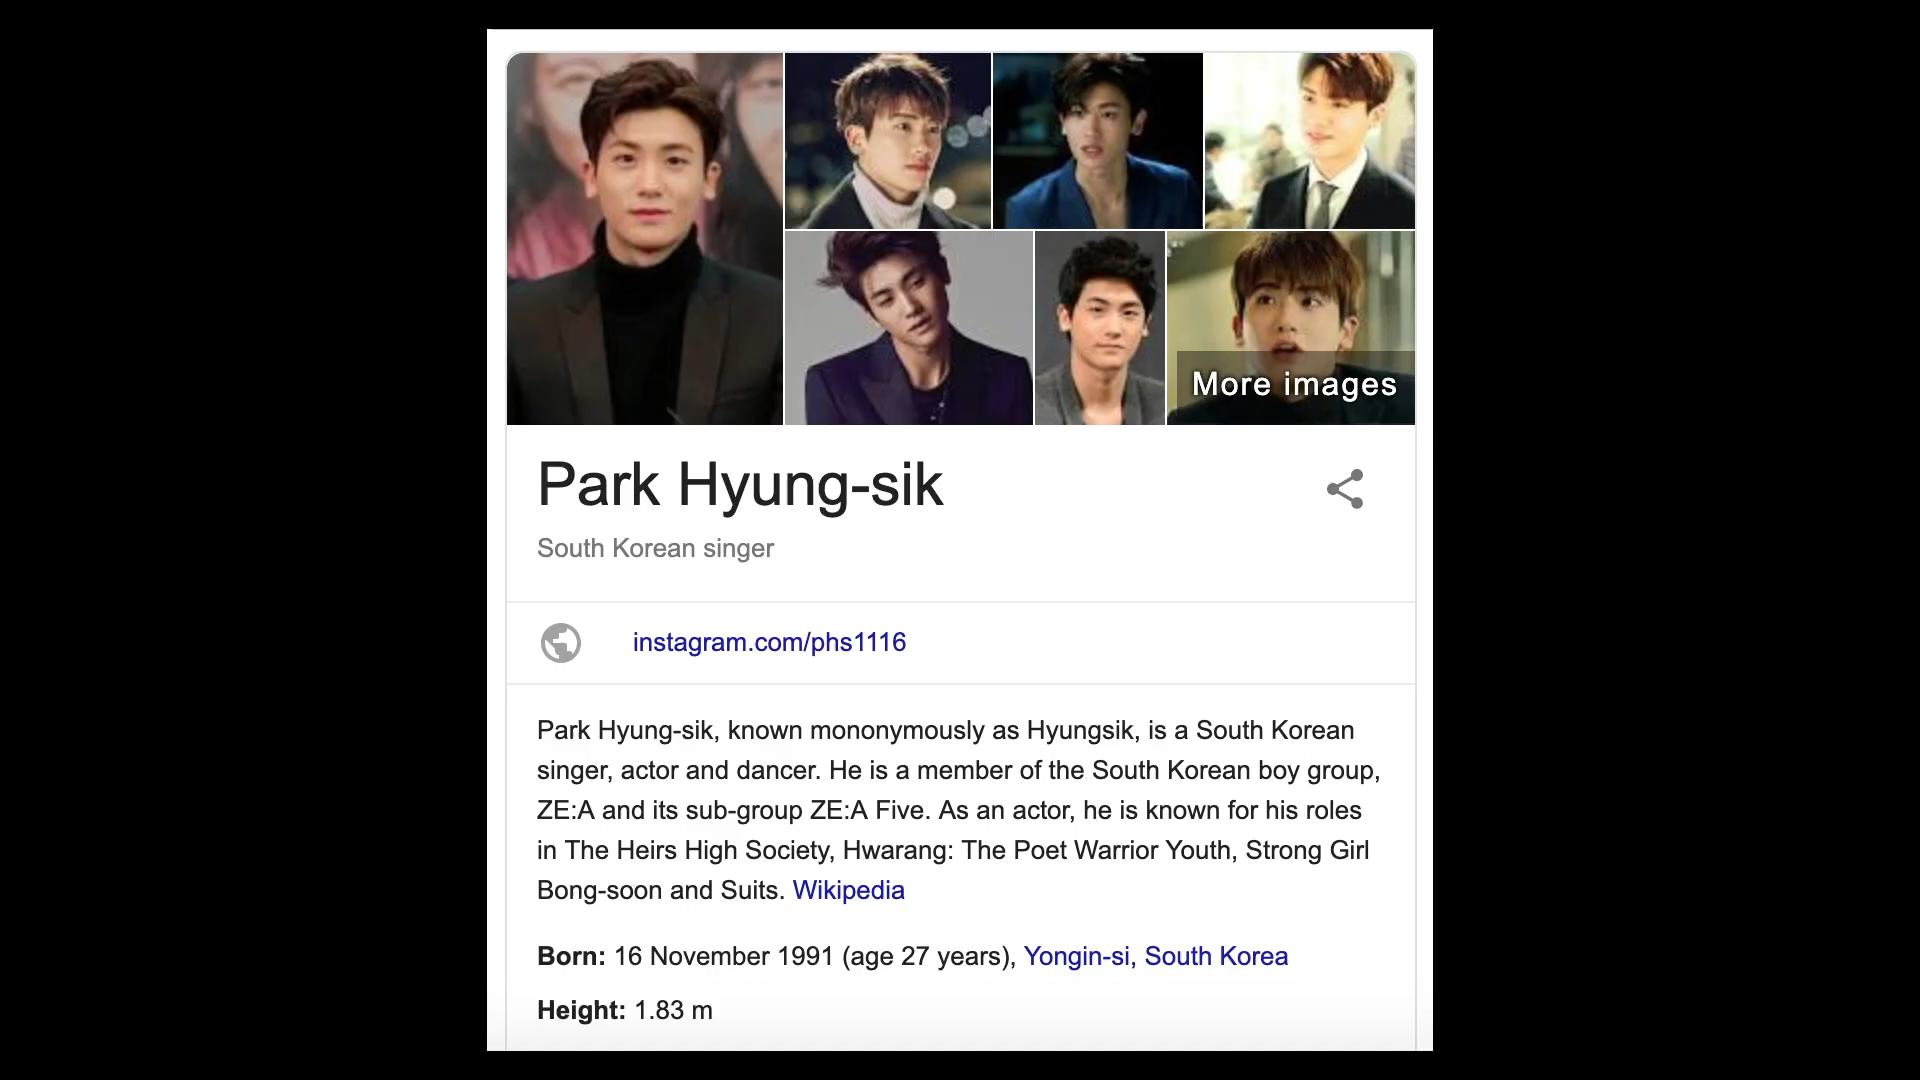 More images
Park Hyung-sik
South Korean singer
instagram.com/phs1116
Park Hyung-sik, known mononymously as Hyungsik, is a South Korean
singer, actor and dancer. He is a member of the South Korean boy group,
ZE:A and its sub-group ZE:A Five. As an actor, he is known for his roles
in The Heirs High Society, Hwarang: The Poet Warrior Youth, Strong Girl
Bong-soon and Suits. Wikipedia
Born: 16 November 1991 (age 27 years), Yongin-si, South Korea
Height: 1.83 m